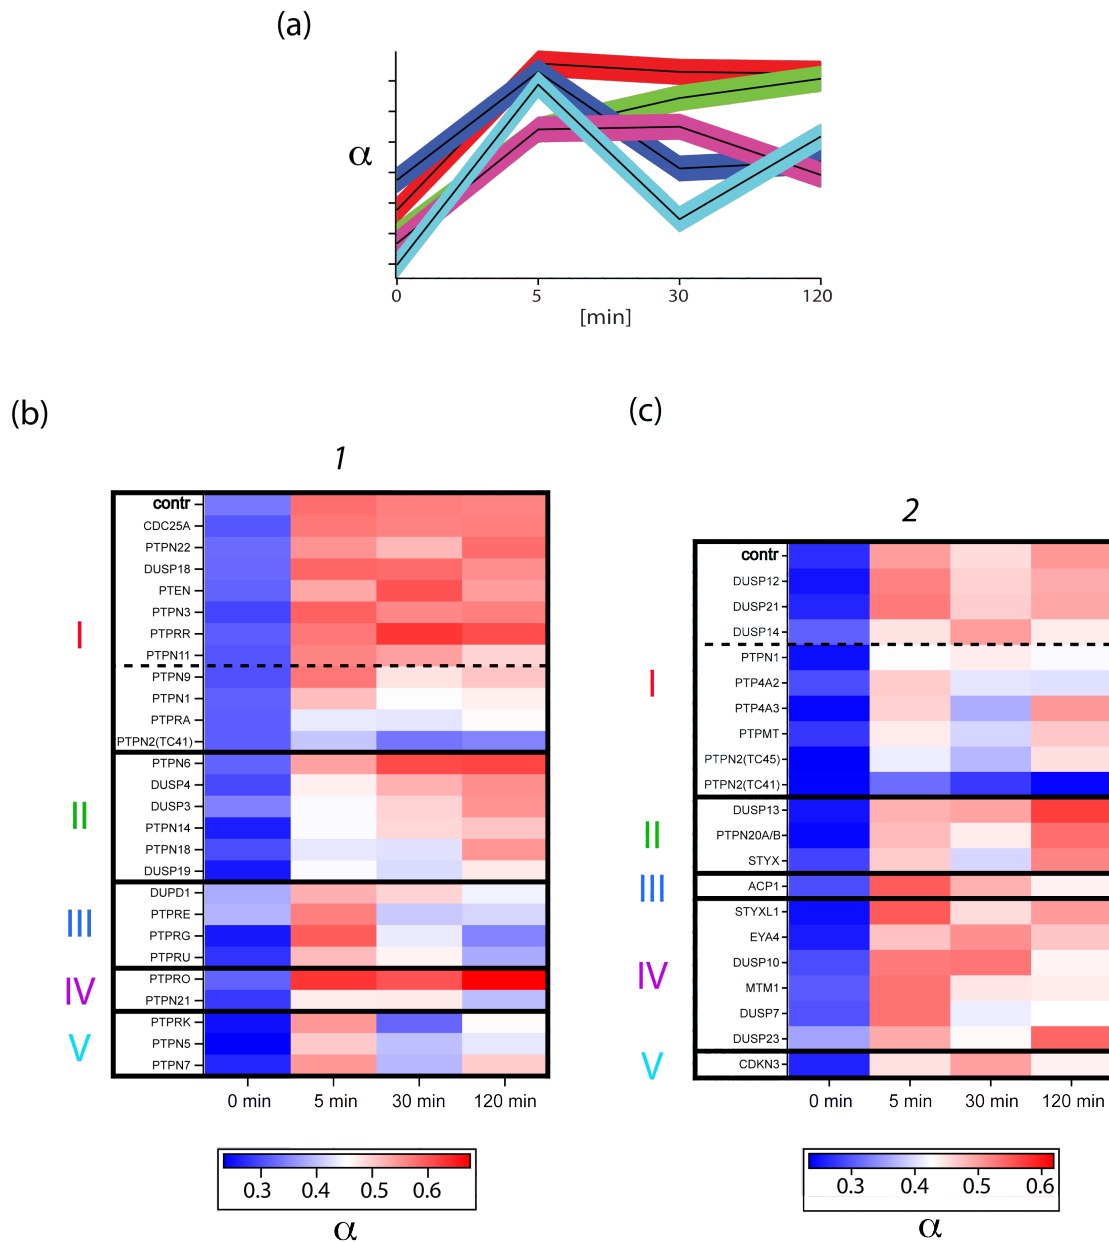 (a)
α
0 5 30 120
[min]
(b)
1
contr
CDC25A
PTPN22
DUSP18
PTEN
PTPN3
PTPRR
PTPN11
PTPN9
PTPN1
PTPRA
PTPN2(TC41)
PTPN6
DUSP4
DUSP3
PTPN14
PTPN18
DUSP19
DUPD1
PTPRE
PTPRG
PTPRU
PTPRO
PTPN21
PTPRK
PTPN5
PTPN7
I
II
III
IV
V
0 min 5 min 30 min 120 min
0.3 0.4 0.5 0.6
α
(c)
2
contr
DUSP12
DUSP21
DUSP14
PTPN1
PTP4A2
PTP4A3
PTPMT
PTPN2(TC45)
PTPN2(TC41)
DUSP13
PTPN20A/B
STYX
ACP1
STYXL1
EYA4
DUSP10
MTM1
DUSP7
DUSP23
CDKN3
I
II
III
IV
V
0 min 5 min 30 min 120 min
0.3 0.4 0.5 0.6
α